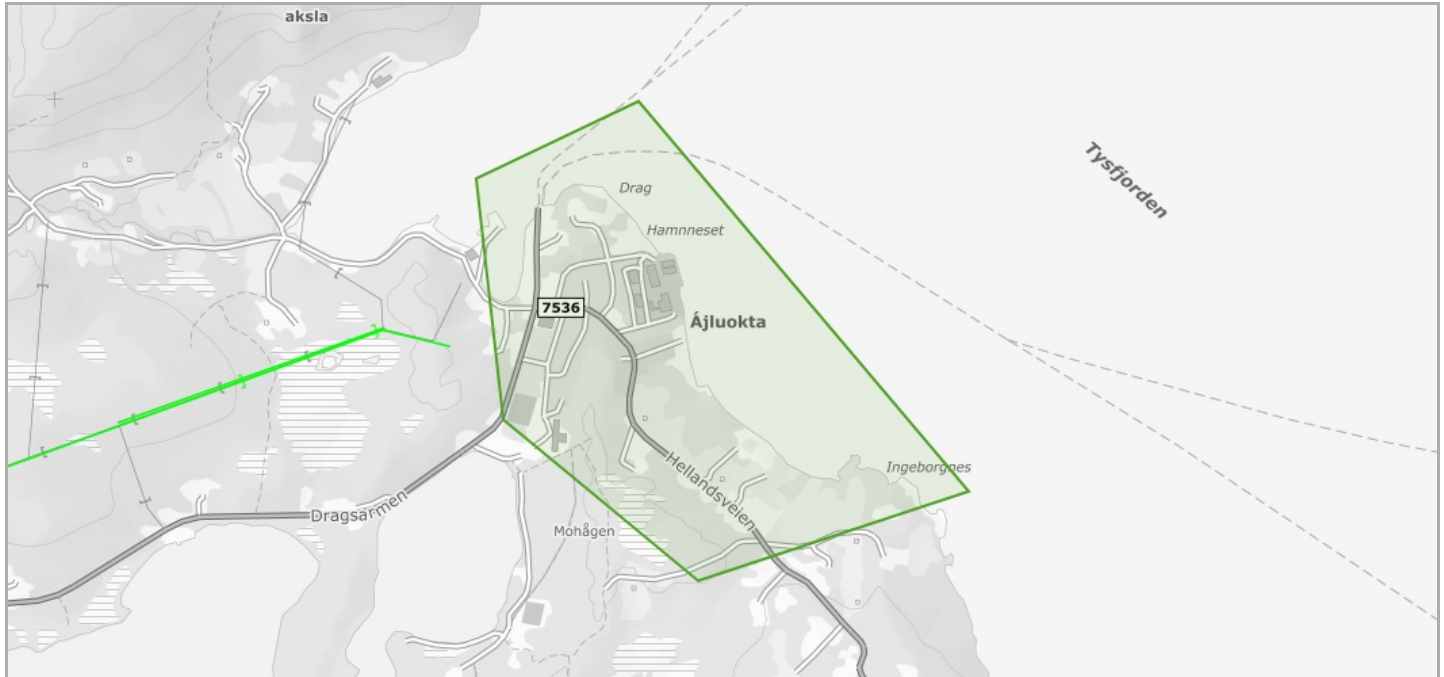 aksla
Tysfjorden
Drag
Hamnneset
7536
Ájluokta
Ingeborgnes
Hellandsveien
Dragsarmen
Mohågen